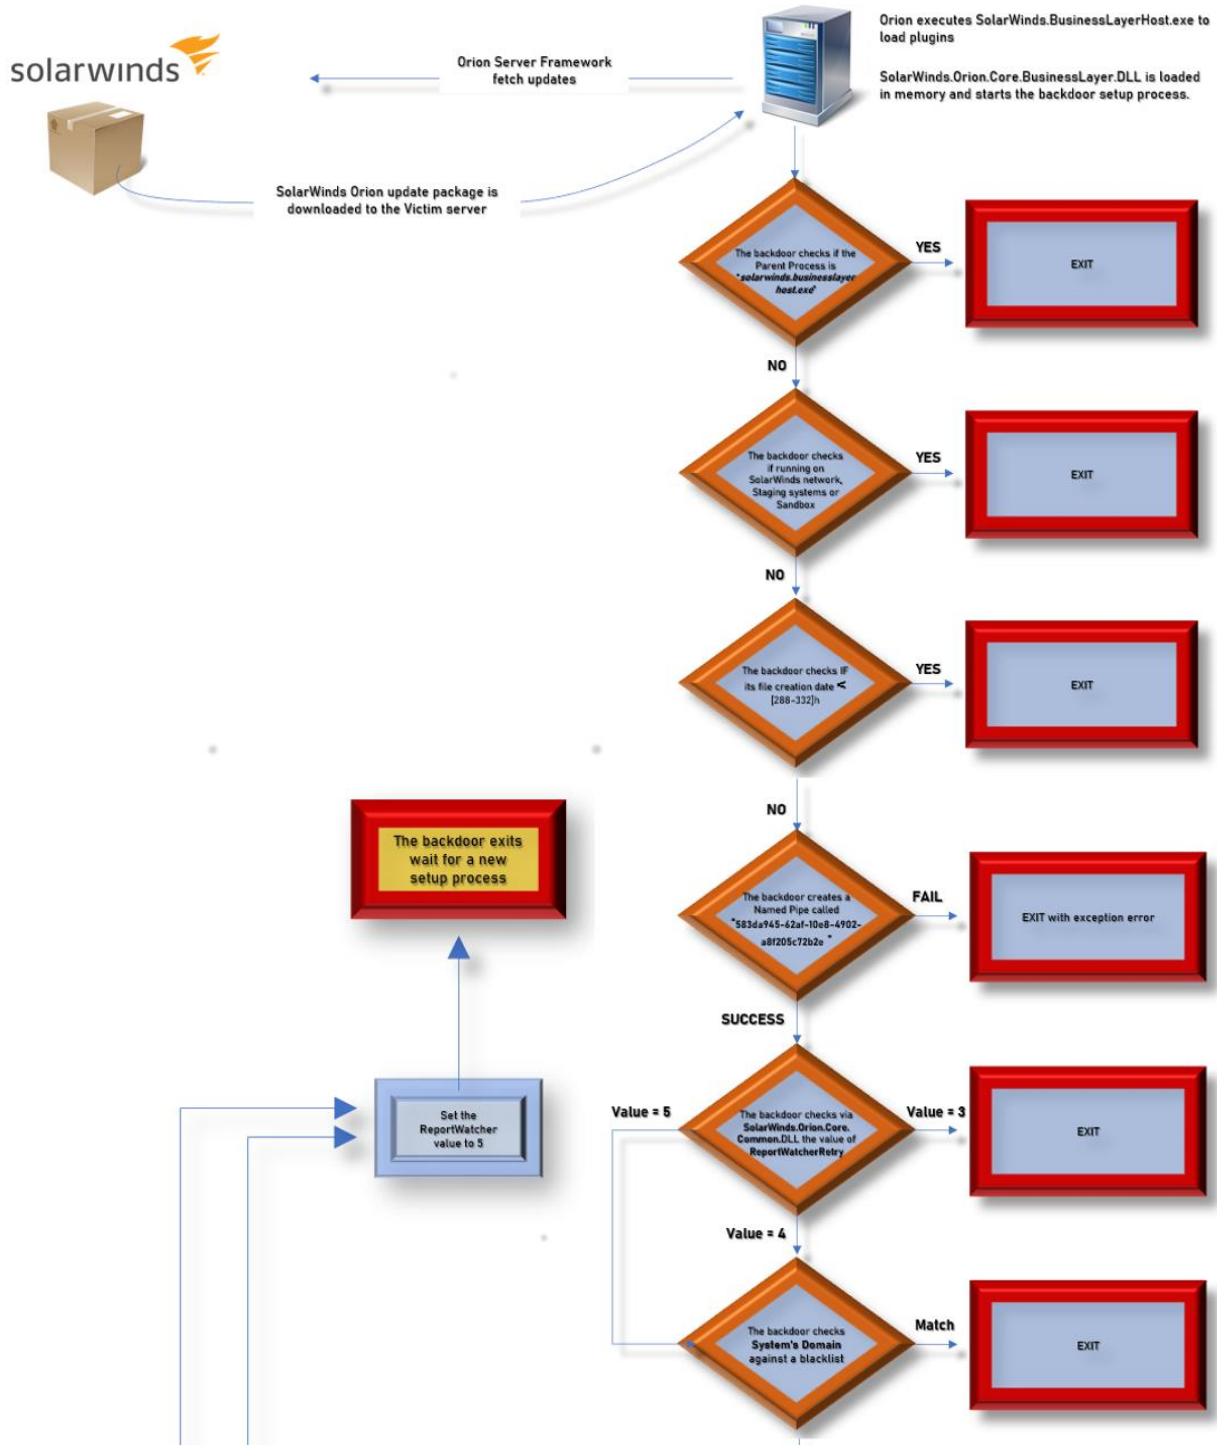 solarwinds
Orion Server Framework
fetch updates
Orion executes SolarWinds.BusinessLayerHost.exe to
load plugins
SolarWinds.Orion.Core.BusinessLayer.DLL is loaded
in memory and starts the backdoor setup process.
SolarWinds Orion update package is
downloaded to the Victim server
The backdoor checks if the
Parent Process is
"solarwinds.businesslayer
host.exe"
YES
EXIT
NO
The backdoor checks
if running on
SolarWinds network,
Staging systems or
Sandbox
YES
EXIT
NO
The backdoor checks IF
its file creation date <
[288-332]h
YES
EXIT
NO
The backdoor exits
wait for a new
setup process
The backdoor creates a
Named Pipe called
"583da945-62af-10e8-4902-
a8f205c72b2e "
FAIL
EXIT with exception error
SUCCESS
Set the
ReportWatcher
value to 5
Value = 5
The backdoor checks via
SolarWinds.Orion.Core.
Common.DLL the value of
ReportWatcherRetry
Value = 3
EXIT
Value = 4
The backdoor checks
System's Domain
against a blacklist
Match
EXIT